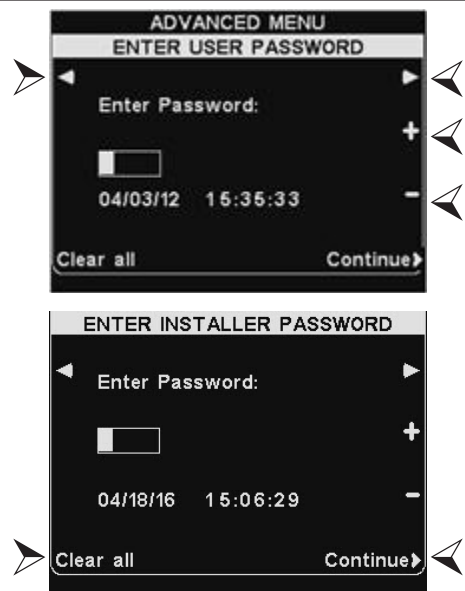 ADVANCED MENU
ENTER USER PASSWORD
Enter Password:
+
04/03/12 15:35:33 -
Clear all Continue
ENTER INSTALLER PASSWORD
Enter Password:
+
04/18/16 15:06:29 -
Clear all Continue